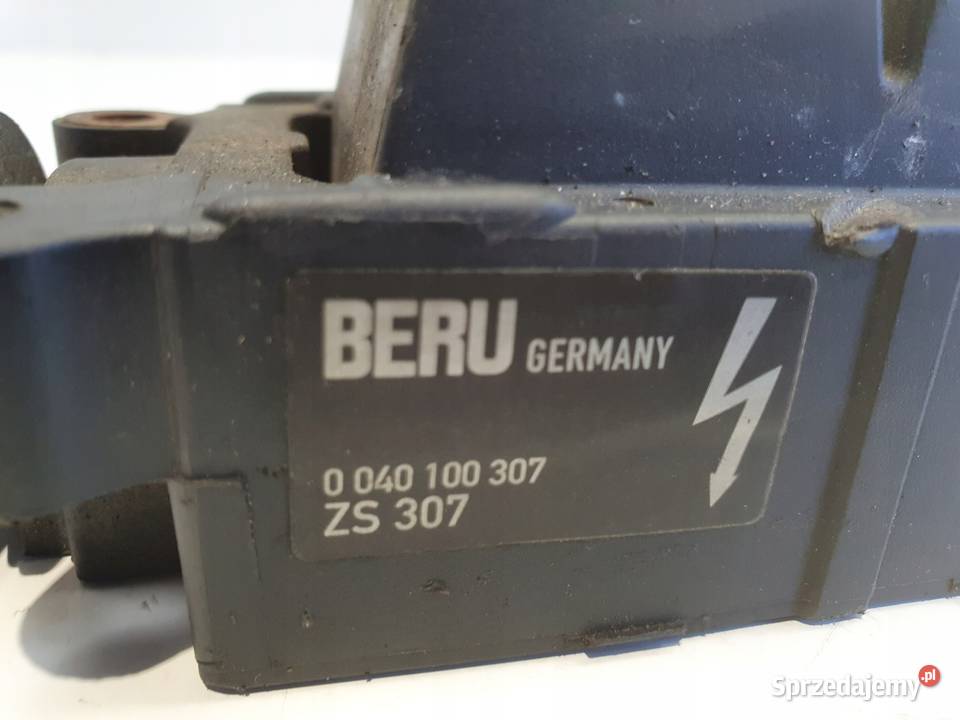 BERU GERMANY
0 040 100 307
ZS 307
Sprzedajemy.pl